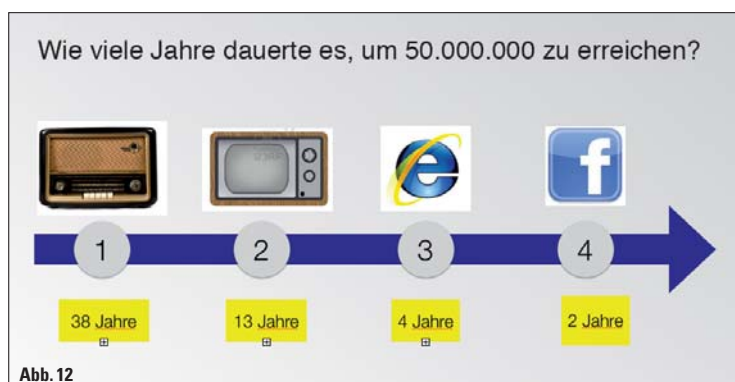 Wie viele Jahre dauerte es, um 50.000.000 zu erreichen?
1 2 3 4
38 Jahre 13 Jahre 4 Jahre 2 Jahre
Abb. 12